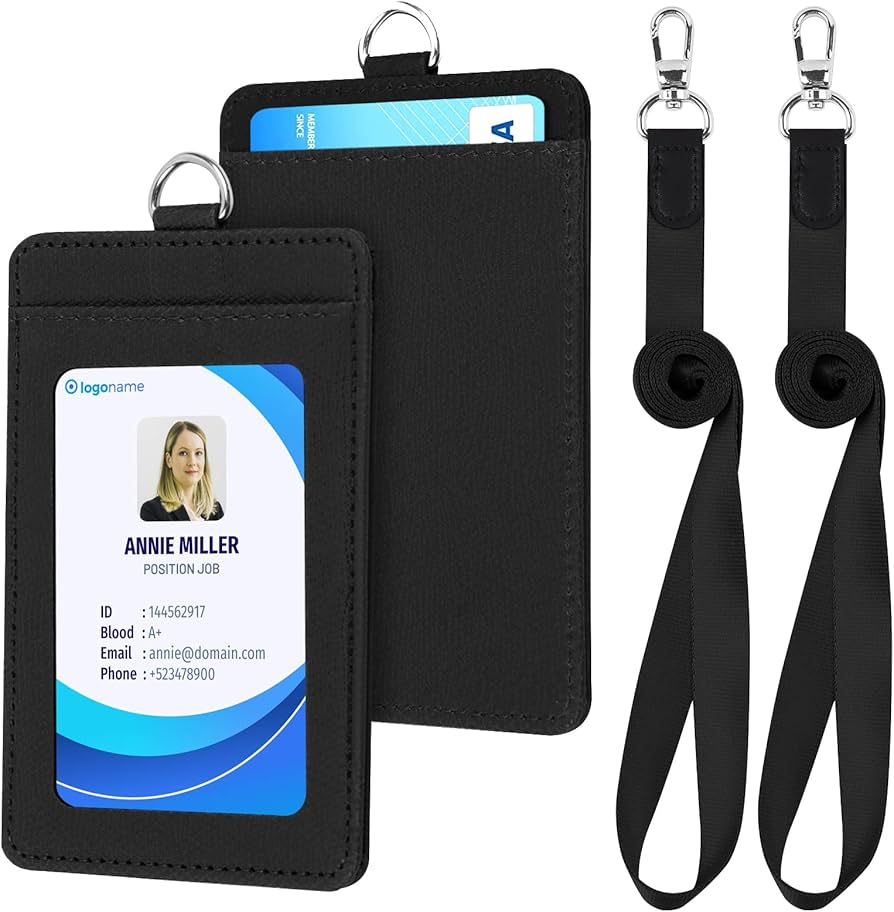 logoname
ANNIE MILLER
POSITION JOB
ID : 144562917
Blood : A+
Email : annie@domain.com
Phone : +523478900
MEMBER
SINCE